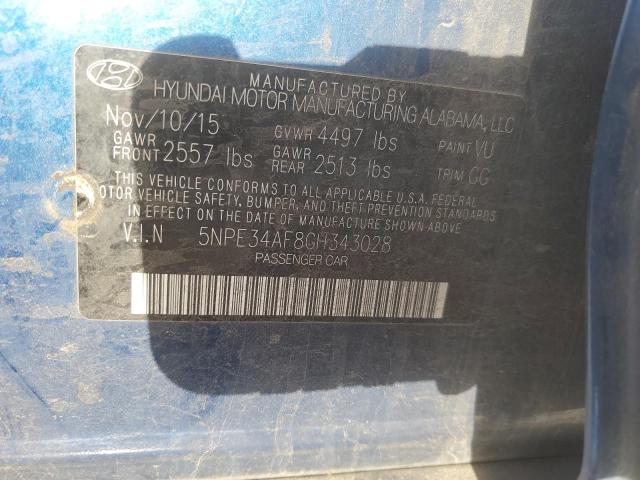 MANUFACTURED BY
HYUNDAI MOTOR MANUFACTURING ALABAMA, LLC
Nov/10/15 GVWR 4497 lbs PAINT VU
GAWR FRONT 2557 lbs GAWR REAR 2513 lbs TRIM GG
THIS VEHICLE CONFORMS TO ALL APPLICABLE U.S.A. FEDERAL
MOTOR VEHICLE SAFETY, BUMPER, AND THEFT PREVENTION STANDARDS
IN EFFECT ON THE DATE OF MANUFACTURE SHOWN ABOVE.
V.I.N 5NPE34AF8GH343028
PASSENGER CAR